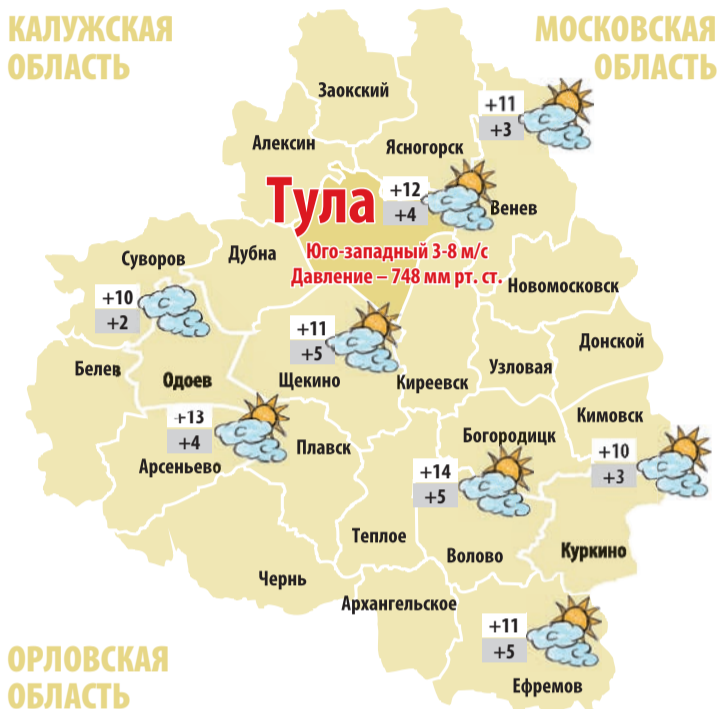 КАЛУЖСКАЯ
ОБЛАСТЬ
МОСКОВСКАЯ
ОБЛАСТЬ
Заокский
+11
+3
Алексин
Ясногорск
Тула
+12
+4
Венев
Юго-западный 3-8 м/с
Давление – 748 мм рт. ст.
Суворов
Дубна
Новомосковск
+10
+2
+11
+5
Донской
Белев
Одоев
Щекино
Киреевск
Узловая
+13
+4
Кимовск
Богородицк
Плавск
+10
+3
Арсеньево
+14
+5
Теплое
Волово
Куркино
Чернь
Архангельское
+11
+5
Ефремов
ОРЛОВСКАЯ
ОБЛАСТЬ